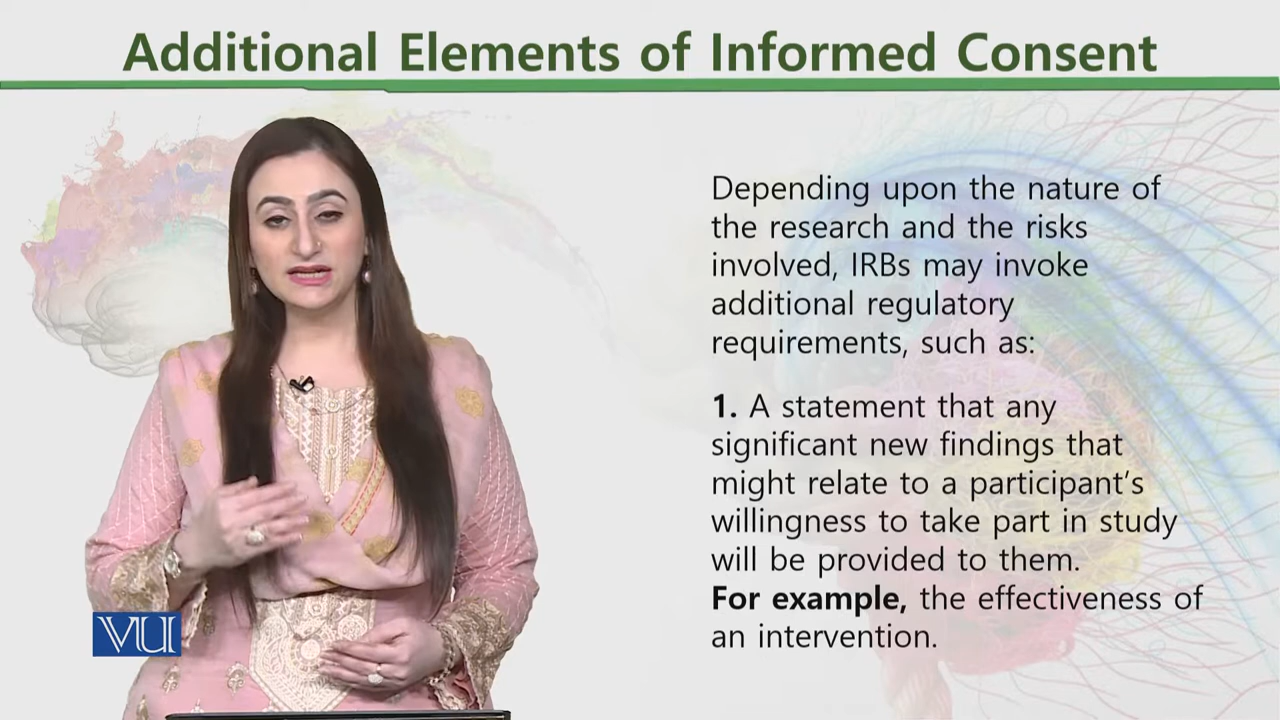 Additional Elements of Informed Consent
Depending upon the nature of
the research and the risks
involved, IRBs may invoke
additional regulatory
requirements, such as:
1. A statement that any
significant new findings that
might relate to a participant’s
willingness to take part in study
will be provided to them.
For example, the effectiveness of
an intervention.
VU